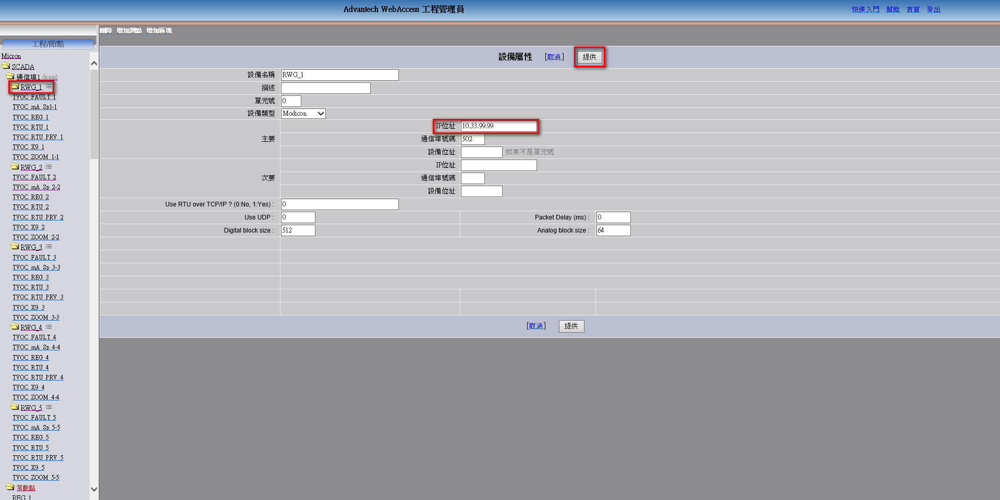 Advantech WebAccess 工程管理員
快速入門 幫助 首頁 登出
刪除 增加測點 增加區塊
工程/節點
Micron
SCADA
通信埠1 (tcpip)
RWG_1
TVOC_FAULT_1
TVOC_mA_Sp1-1
TVOC_REG_1
TVOC_RTU_1
TVOC_RTU_PRV_1
TVOC_X9_1
TVOC_ZOOM_1-1
RWG_2
TVOC_FAULT_2
TVOC_mA_Sp_2-2
TVOC_REG_2
TVOC_RTU_2
TVOC_RTU_PRV_2
TVOC_X9_2
TVOC_ZOOM_2-2
RWG_3
TVOC_FAULT_3
TVOC_mA_Sp_3-3
TVOC_REG_3
TVOC_RTU_3
TVOC_RTU_PRV_3
TVOC_X9_3
TVOC_ZOOM_3-3
RWG_4
TVOC_FAULT_4
TVOC_mA_Sp_4-4
TVOC_REG_4
TVOC_RTU_4
TVOC_RTU_PRV_4
TVOC_X9_4
TVOC_ZOOM_4-4
RWG_5
TVOC_FAULT_5
TVOC_mA_Sp_5-5
TVOC_REG_5
TVOC_RTU_5
TVOC_RTU_PRV_5
TVOC_X9_5
TVOC_ZOOM_5-5
常數點
REG_1
設備屬性 [取消] 提供
設備名稱 RWG_1
描述
單元號 0
設備類型 Modicon
主要
IP位址 10.33.99.99
通信埠號碼 502
設備位址 如果不是單元號
次要
IP位址
通信埠號碼
設備位址
Use RTU over TCP/IP ? (0:No, 1:Yes) : 0
Use UDP : 0 Packet Delay (ms) : 0
Digital block size : 512 Analog block size : 64
[取消] 提供